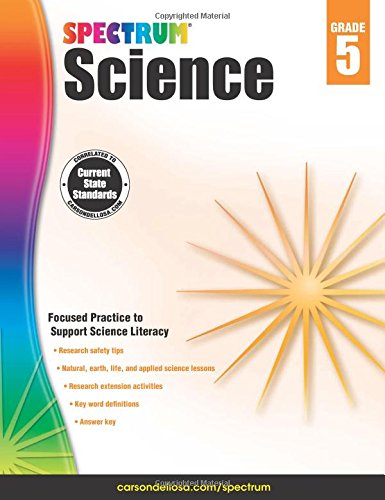 Copyrighted Material
SPECTRUM®
Science
GRADE
5
CORRELATED TO
Current
State
Standards
CARSONDELLOSA.COM
Focused Practice to
Support Science Literacy
• Research safety tips
• Natural, earth, life, and applied science lessons
• Research extension activities
• Key word definitions
• Answer key
carsondellosa.com/spectrum
Copyrighted Material